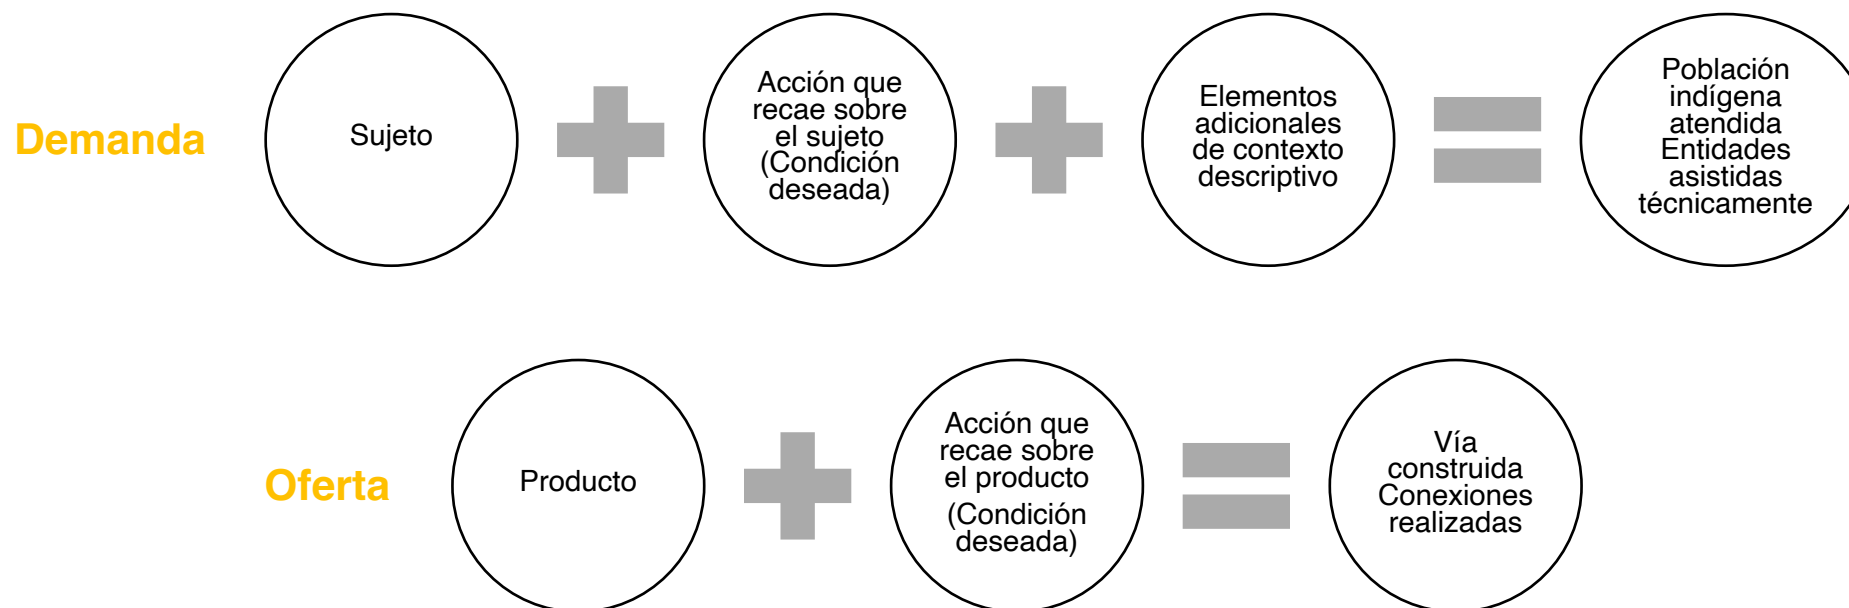 Demanda
Sujeto
Acción que
recae sobre
el sujeto
(Condición
deseada)
Elementos
adicionales
de contexto
descriptivo
Población
indígena
atendida
Entidades
asistidas
técnicamente
Oferta
Producto
Acción que
recae sobre
el producto
(Condición
deseada)
Vía
construida
Conexiones
realizadas